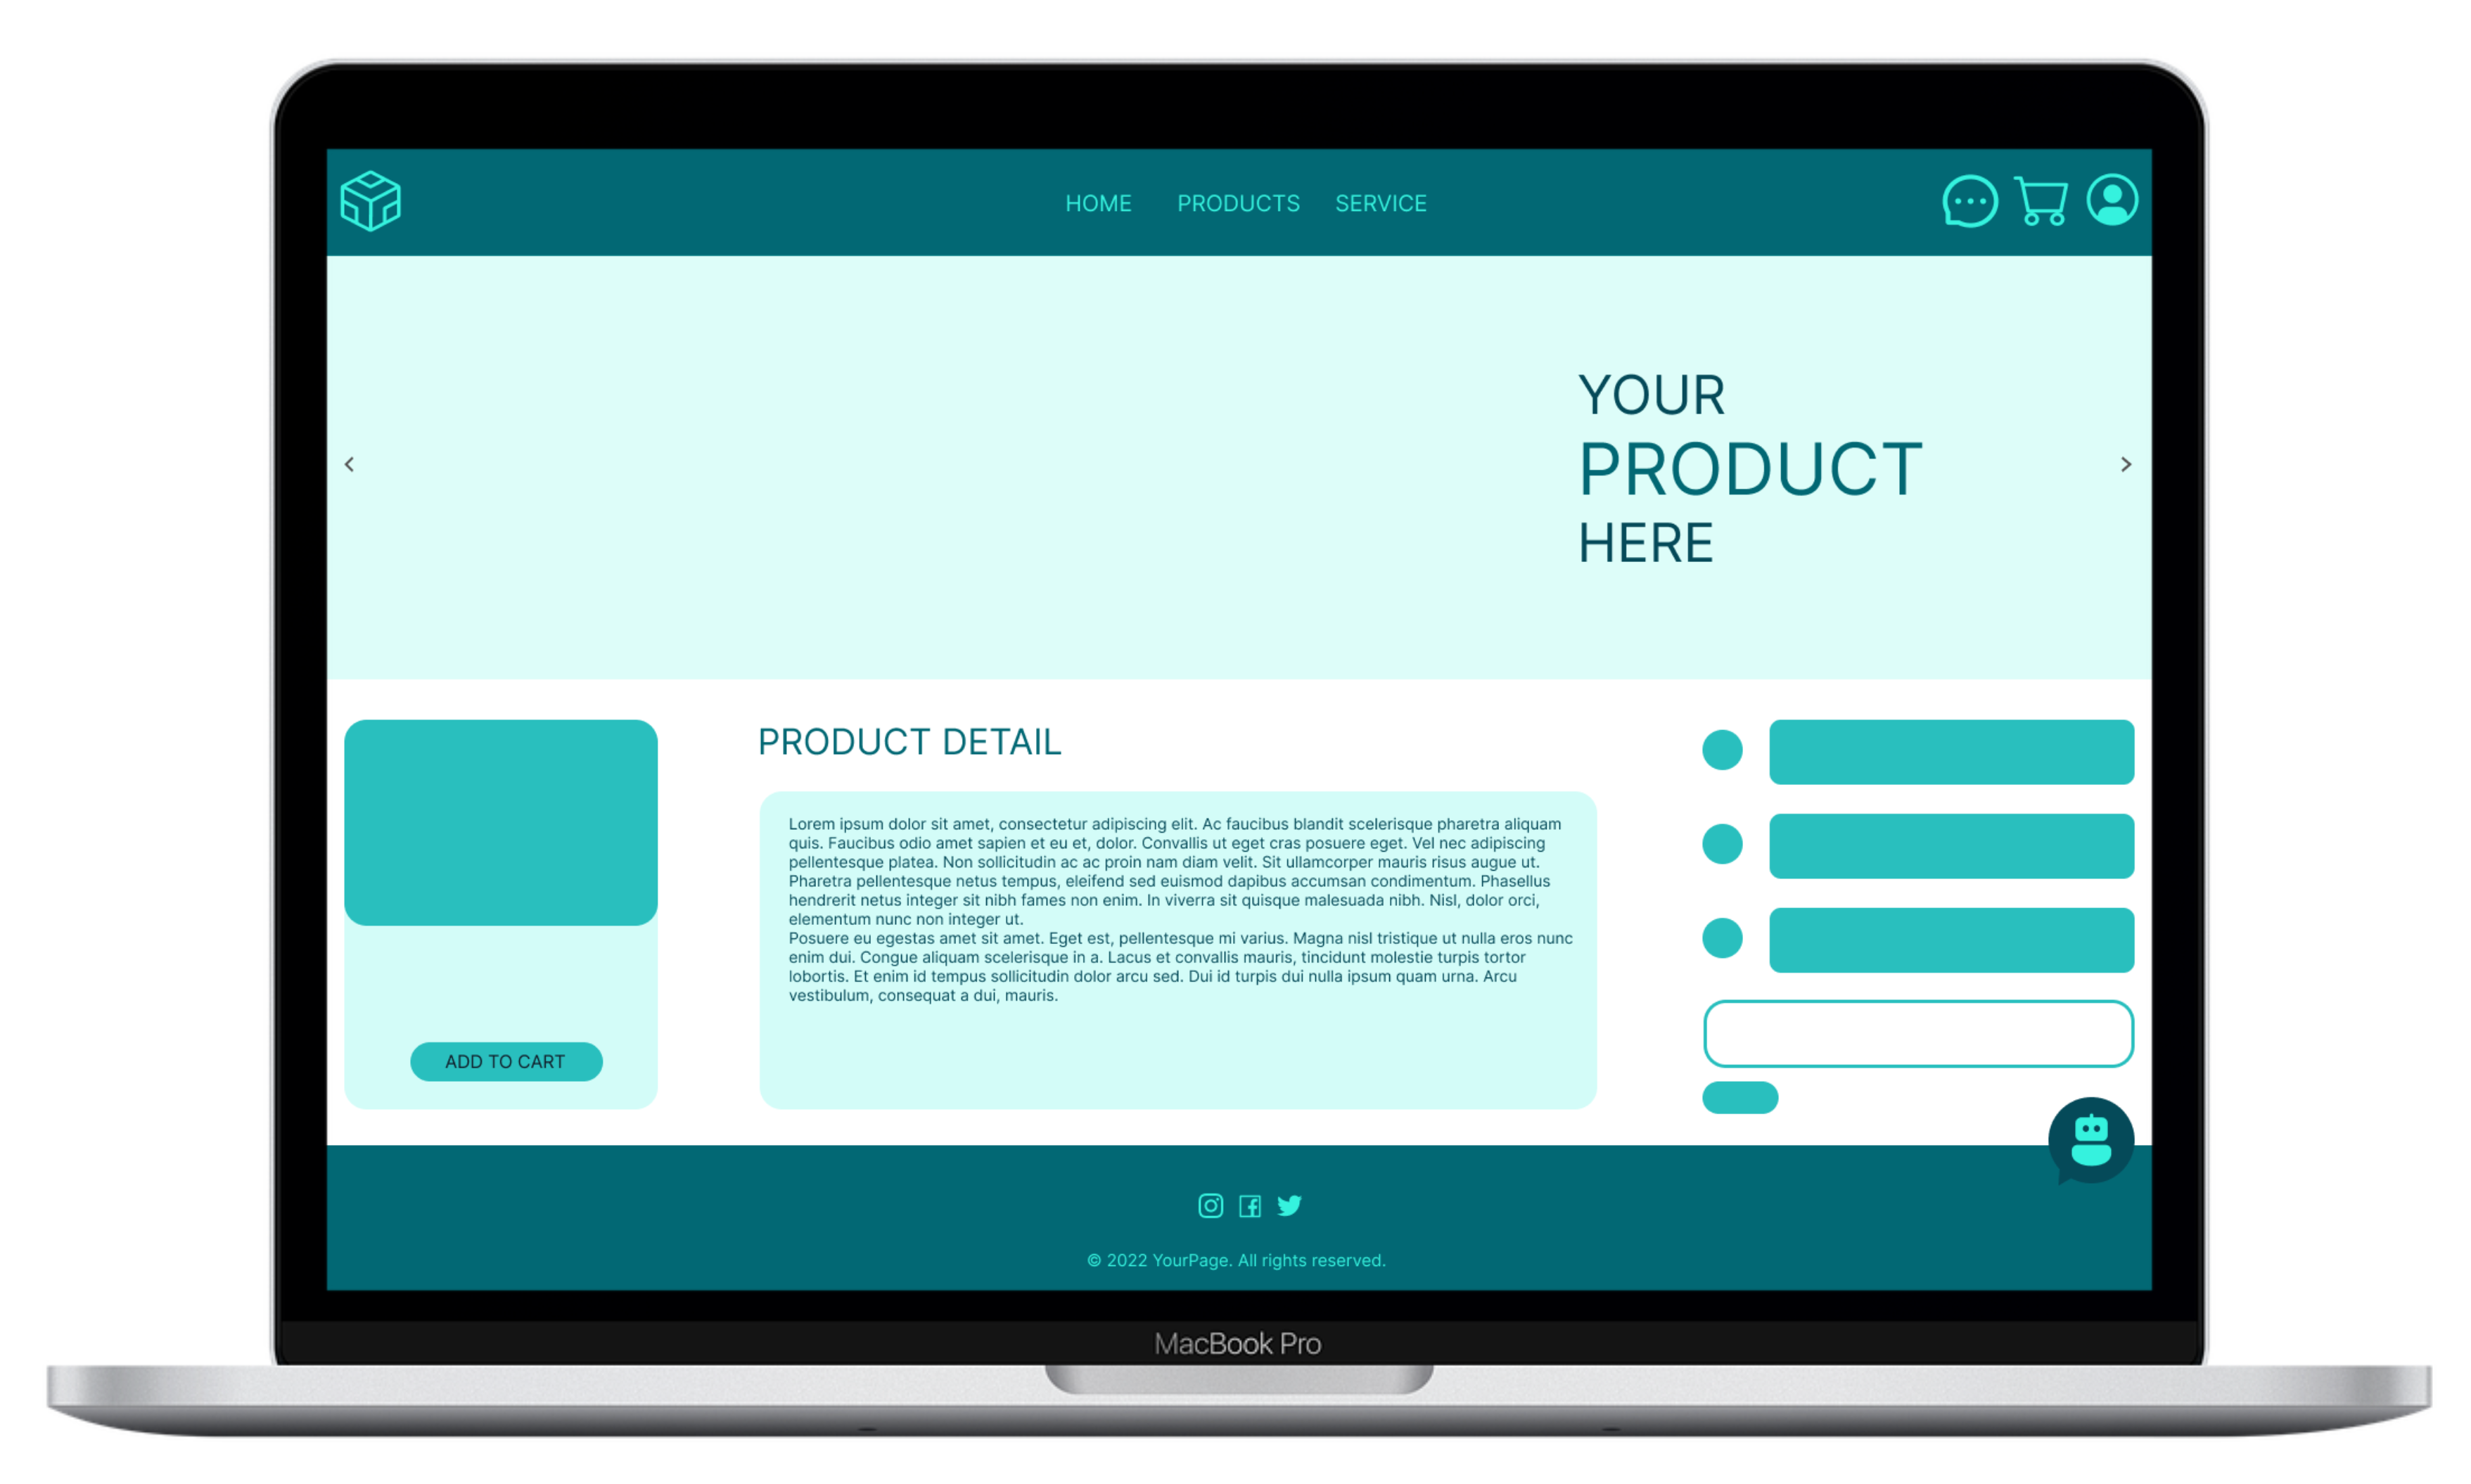 HOME PRODUCTS SERVICE
YOUR
PRODUCT
HERE
ADD TO CART
PRODUCT DETAIL
Lorem ipsum dolor sit amet, consectetur adipiscing elit. Ac faucibus blandit scelerisque pharetra aliquam
quis. Faucibus odio amet sapien et eu et, dolor. Convallis ut eget cras posuere eget. Vel nec adipiscing
pellentesque platea. Non sollicitudin ac ac proin nam diam velit. Sit ullamcorper mauris risus augue ut.
Pharetra pellentesque netus tempus, eleifend sed euismod dapibus accumsan condimentum. Phasellus
hendrerit netus integer sit nibh fames non enim. In viverra sit quisque malesuada nibh. Nisl, dolor orci,
elementum nunc non integer ut.
Posuere eu egestas amet sit amet. Eget est, pellentesque mi varius. Magna nisl tristique ut nulla eros nunc
enim dui. Congue aliquam scelerisque in a. Lacus et convallis mauris, tincidunt molestie turpis tortor
lobortis. Et enim id tempus sollicitudin dolor arcu sed. Dui id turpis dui nulla ipsum quam urna. Arcu
vestibulum, consequat a dui, mauris.
© 2022 YourPage. All rights reserved.
MacBook Pro